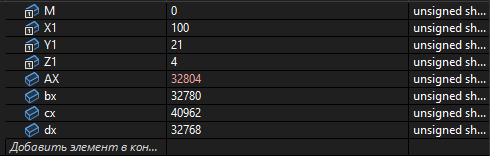 M 0 unsigned sh...
X1 100 unsigned sh...
Y1 21 unsigned sh...
Z1 4 unsigned sh...
AX 32804 unsigned sh...
bx 32780 unsigned sh...
cx 40962 unsigned sh...
dx 32768 unsigned sh...
Добавить элемент в кон...